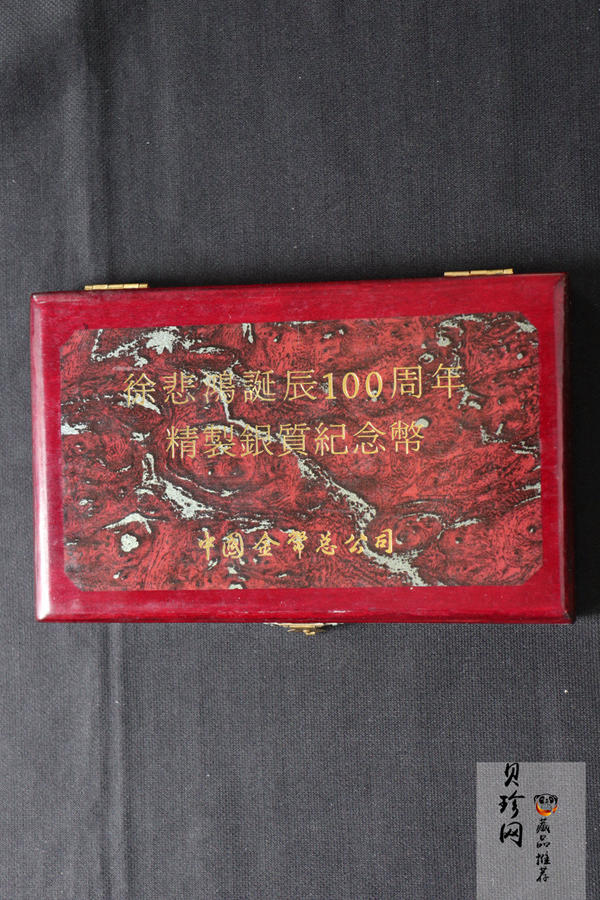 徐悲鴻誕辰100周年
精製銀質紀念幣
中國金幣总公司
贝珍网
藏品推荐